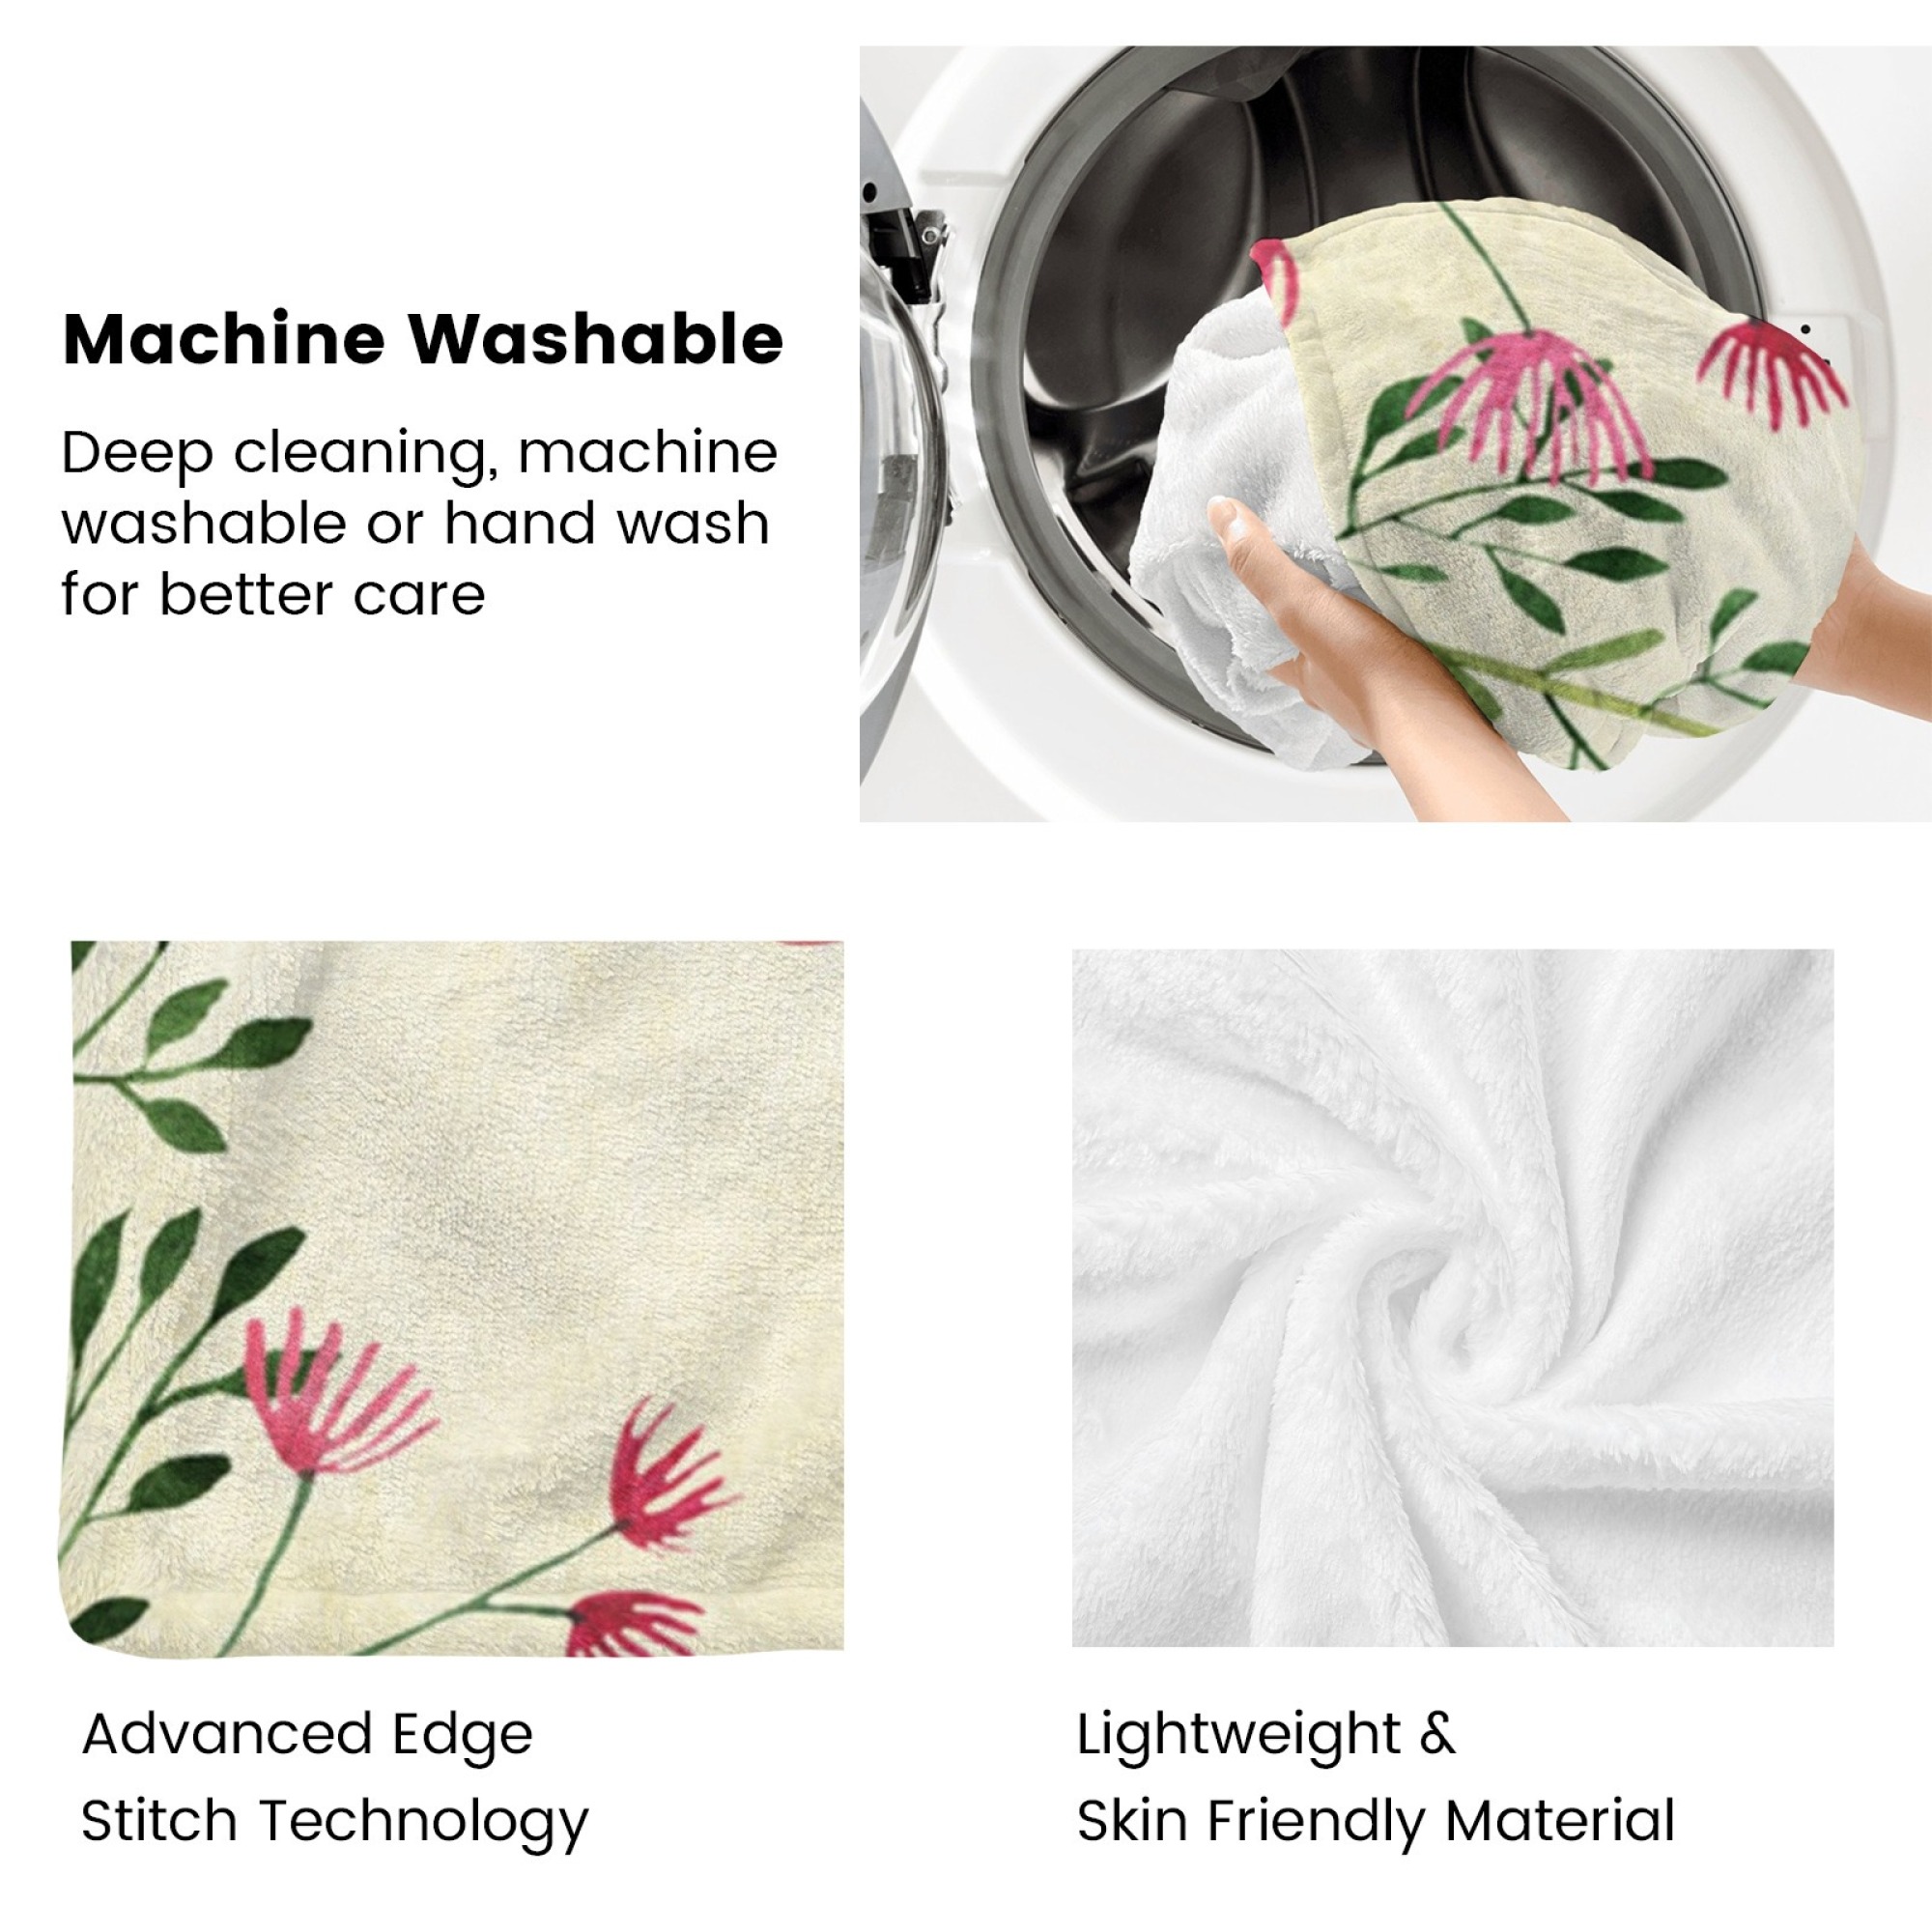 Machine Washable
Deep cleaning, machine
washable or hand wash
for better care
Advanced Edge
Stitch Technology
Lightweight &
Skin Friendly Material